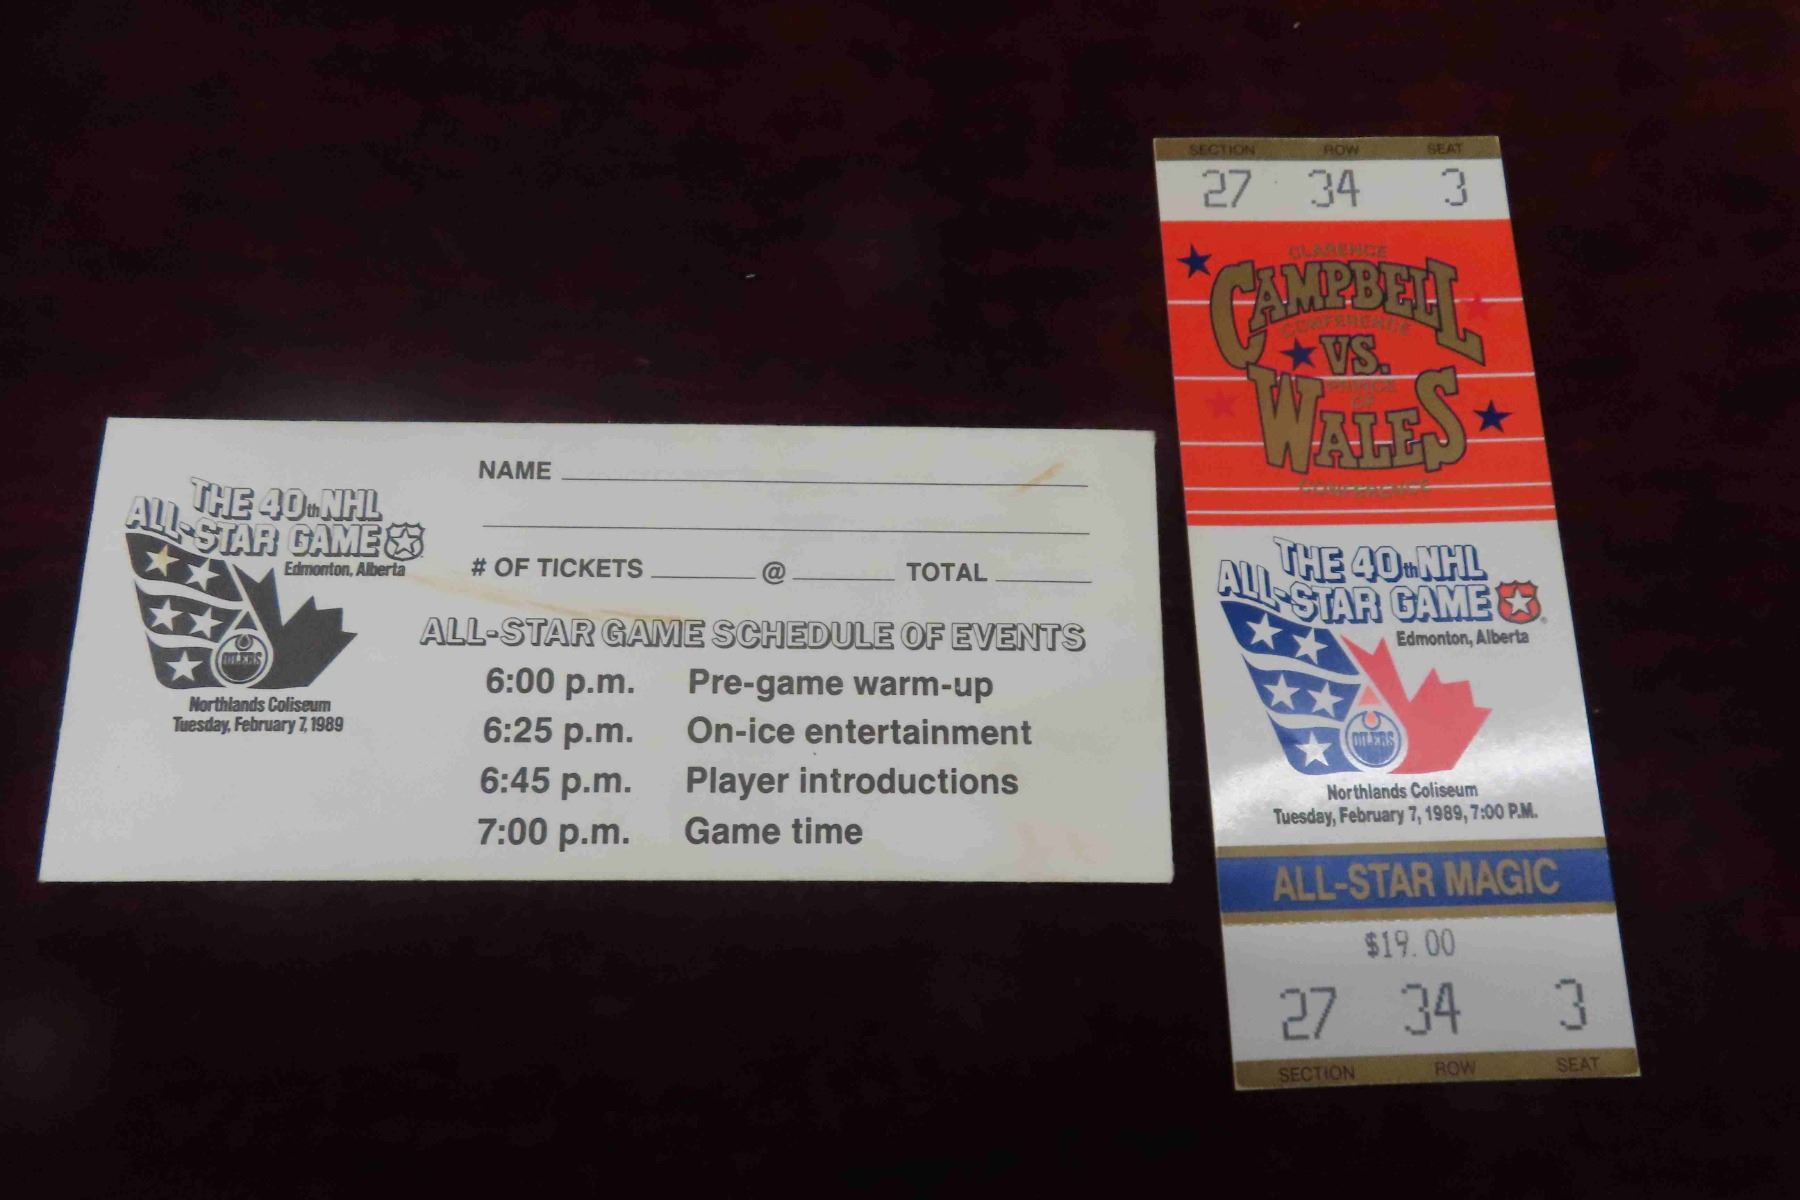 THE 40th NHL
ALL-STAR GAME
Edmonton, Alberta
OILERS
Northlands Coliseum
Tuesday, February 7, 1989
NAME
# OF TICKETS @ TOTAL
ALL-STAR GAME SCHEDULE OF EVENTS
6:00 p.m. Pre-game warm-up
6:25 p.m. On-ice entertainment
6:45 p.m. Player introductions
7:00 p.m. Game time
SECTION ROW SEAT
27 34 3
CLARENCE
CAMPBELL
CONFERENCE
VS.
PRINCE
OF
WALES
CONFERENCE
THE 40th NHL
ALL-STAR GAME
Edmonton, Alberta
OILERS
Northlands Coliseum
Tuesday, February 7, 1989, 7:00 P.M.
ALL-STAR MAGIC
$19.00
27 34 3
SECTION ROW SEAT